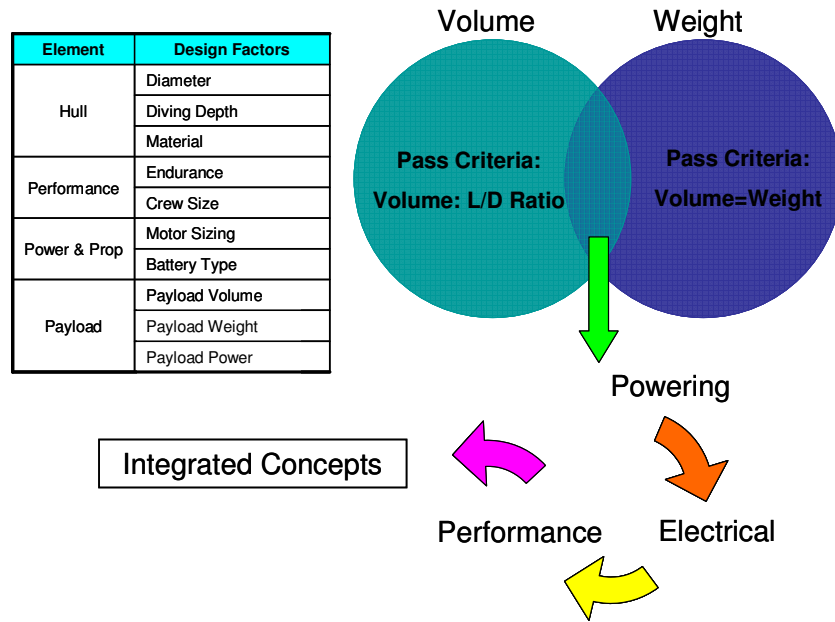 Volume
Weight
Element Design Factors
Hull
Diameter
Diving Depth
Material
Performance
Endurance
Crew Size
Power & Prop
Motor Sizing
Battery Type
Payload
Payload Volume
Payload Weight
Payload Power
Pass Criteria:
Volume: L/D Ratio
Pass Criteria:
Volume=Weight
Powering
Electrical
Performance
Integrated Concepts